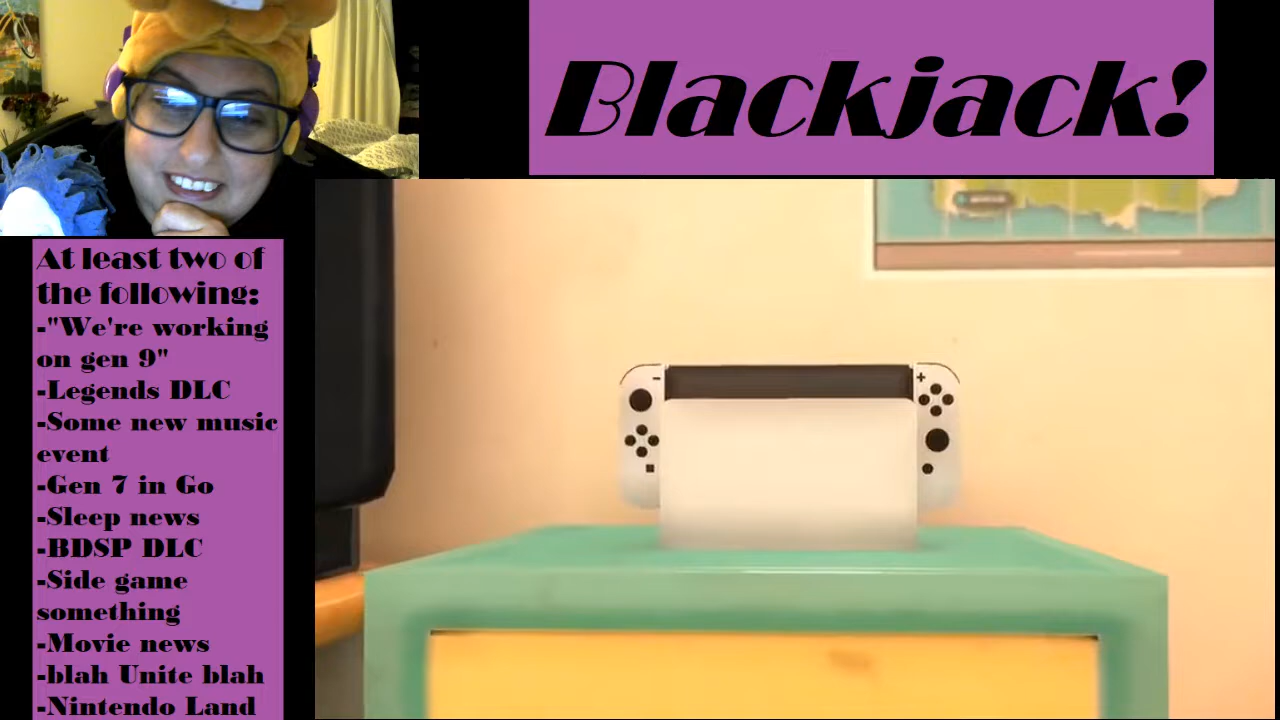 Blackjack!
At least two of
the following:
-"We're working
on gen 9"
-Legends DLC
-Some new music
event
-Gen 7 in Go
-Sleep news
-BDSP DLC
-Side game
something
-Movie news
-blah Unite blah
-Nintendo Land